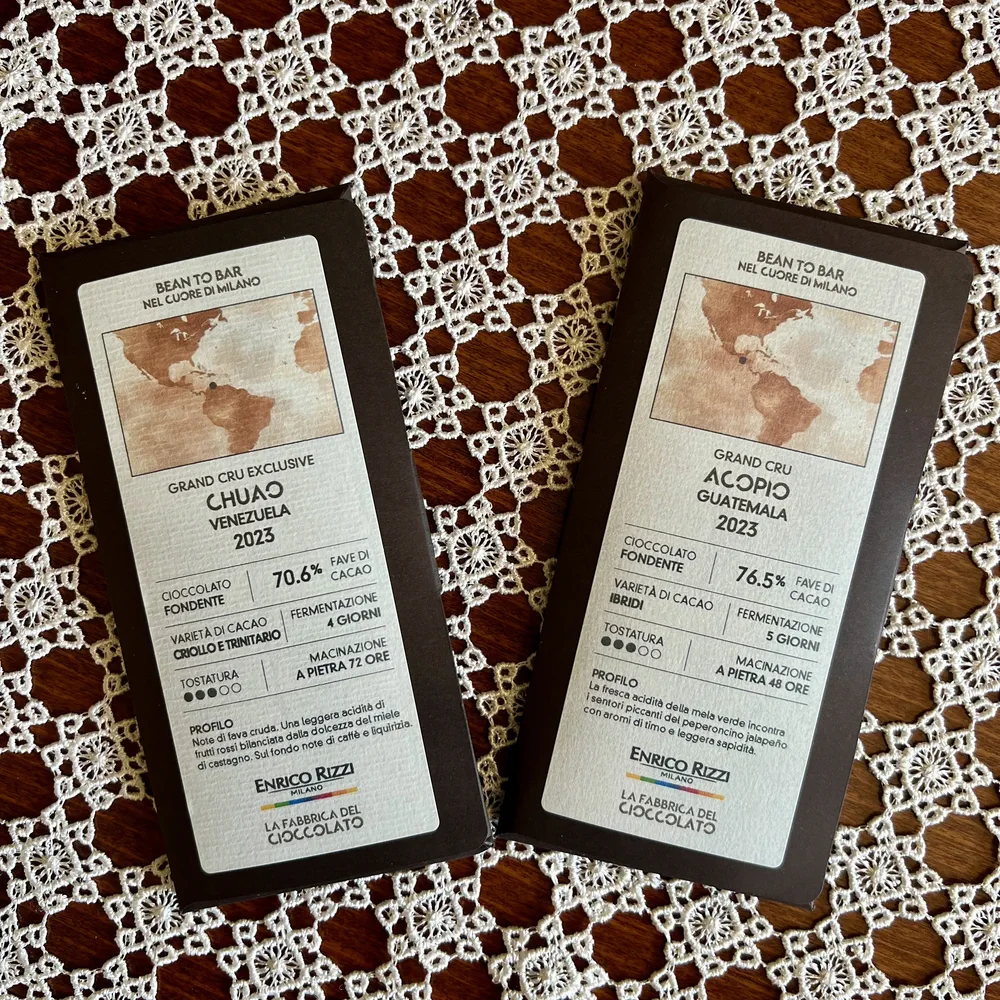 BEAN TO BAR
NEL CUORE DI MILANO
GRAND CRU EXCLUSIVE
CHUAO
VENEZUELA
2023
CIOCCOLATO
FONDENTE
70.6% FAVE DI
CACAO
VARIETÀ DI CACAO
CRIOLLO E TRINITARIO
FERMENTAZIONE
4 GIORNI
TOSTATURA
MACINAZIONE
A PIETRA 72 ORE
PROFILO
Note di fava cruda. Una leggera acidità di
frutti rossi bilanciata dalla dolcezza del miele
di castagno. Sul fondo note di caffè e liquirizia.
ENRICO RIZZI
MILANO
LA FABBRICA DEL
CIOCCOLATO
BEAN TO BAR
NEL CUORE DI MILANO
GRAND CRU
ACOPIO
GUATEMALA
2023
CIOCCOLATO
FONDENTE
76.5% FAVE DI
CACAO
VARIETÀ DI CACAO
IBRIDI
FERMENTAZIONE
5 GIORNI
TOSTATURA
MACINAZIONE
A PIETRA 48 ORE
PROFILO
La fresca acidità della mela verde incontra
i sentori piccanti del peperoncino jalapeño
con aromi di timo e leggera sapidità.
ENRICO RIZZI
MILANO
LA FABBRICA DEL
CIOCCOLATO